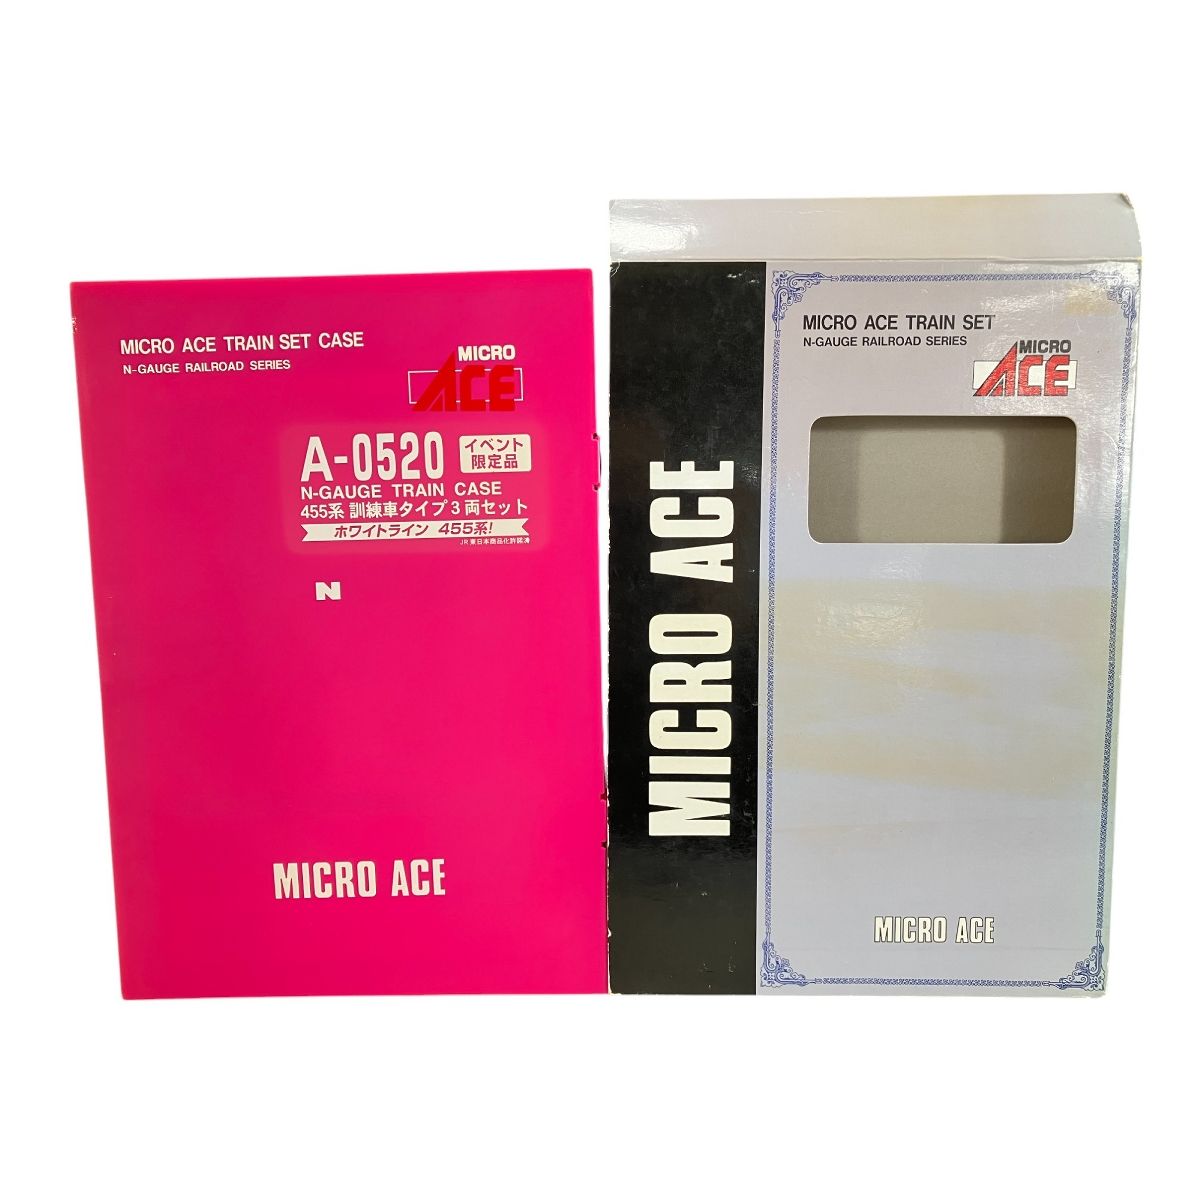 MICRO ACE TRAIN SET CASE
N-GAUGE RAILROAD SERIES
MICRO
ACE
A-0520
イベント
限定品
N-GAUGE TRAIN CASE
455系 訓練車タイプ3両セット
ホワイトライン 455系!
JR東日本商品化許諾済
N
MICRO ACE
MICRO ACE
MICRO ACE TRAIN SET
N-GAUGE RAILROAD SERIES
MICRO
ACE
MICRO ACE